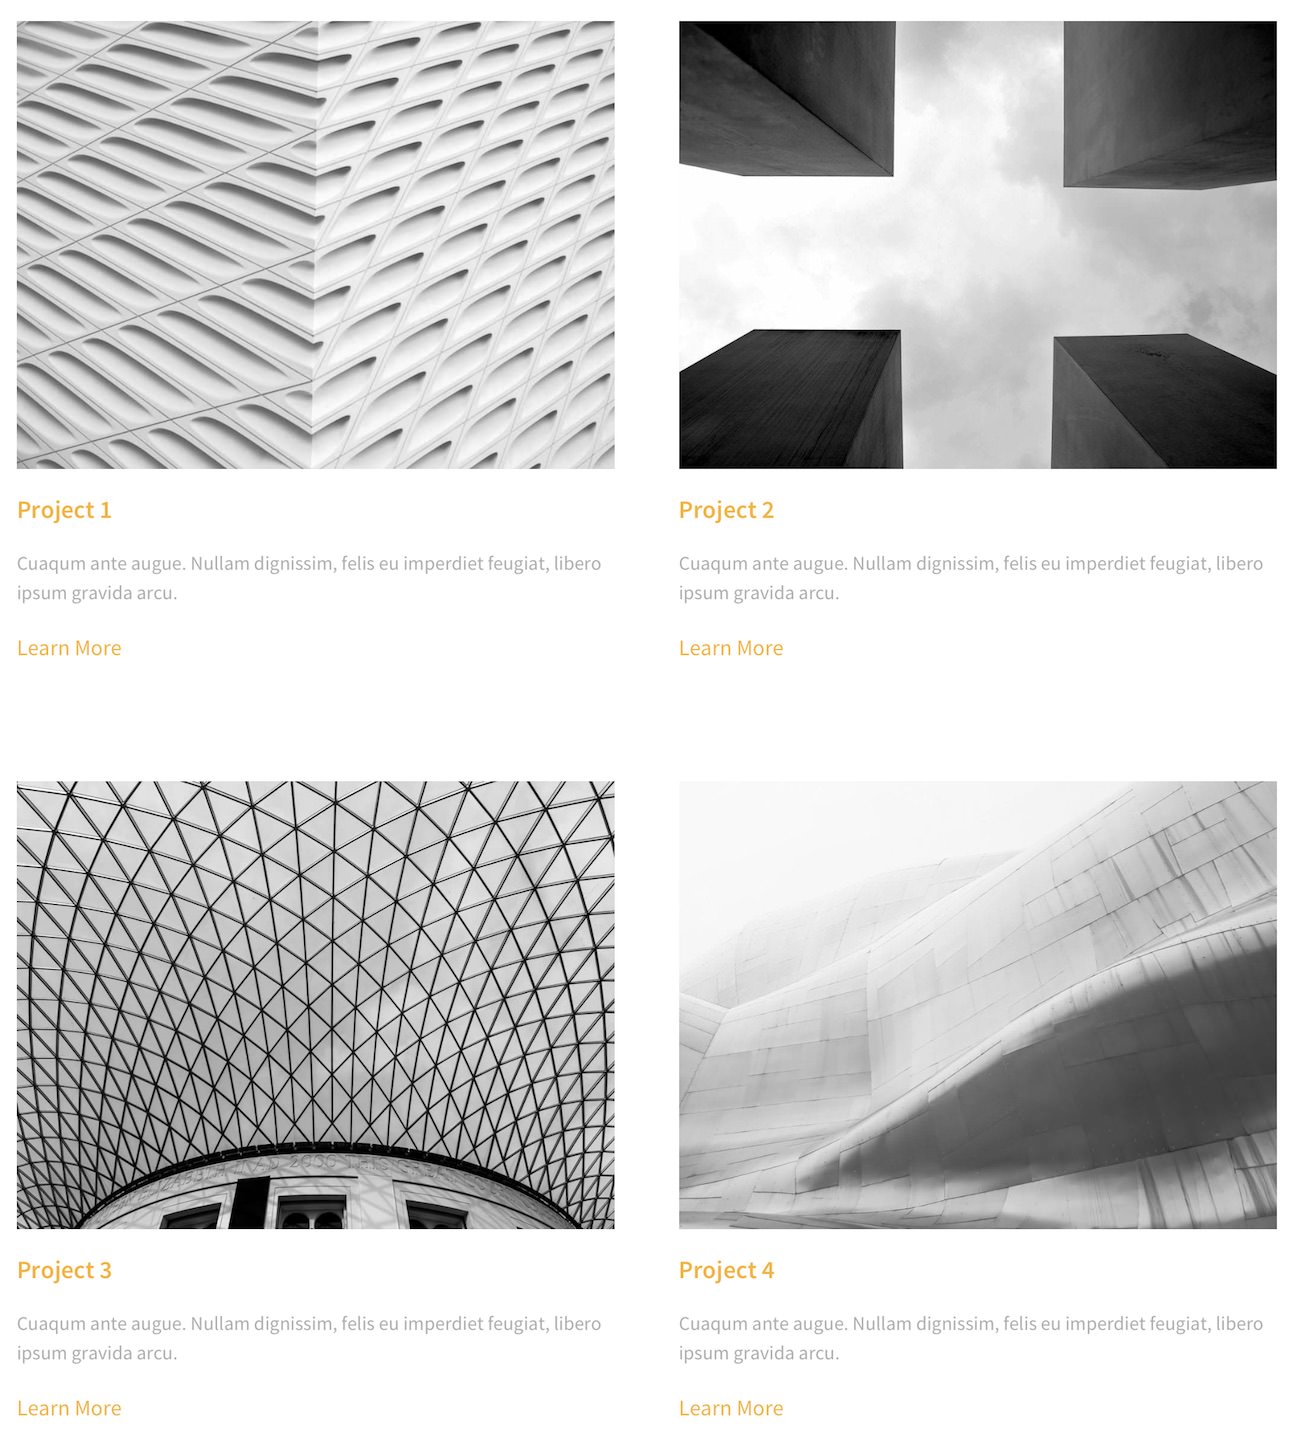 Project 1
Cuaqum ante augue. Nullam dignissim, felis eu imperdiet feugiat, libero
ipsum gravida arcu.
Learn More
Project 2
Cuaqum ante augue. Nullam dignissim, felis eu imperdiet feugiat, libero
ipsum gravida arcu.
Learn More
Project 3
Cuaqum ante augue. Nullam dignissim, felis eu imperdiet feugiat, libero
ipsum gravida arcu.
Learn More
Project 4
Cuaqum ante augue. Nullam dignissim, felis eu imperdiet feugiat, libero
ipsum gravida arcu.
Learn More